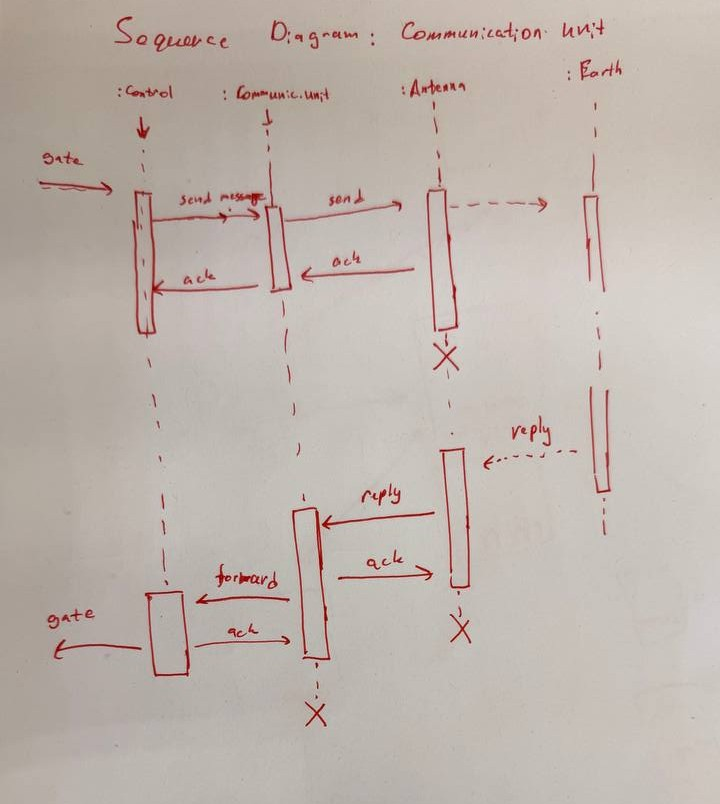 Sequence Diagram: Communication unit
:Control
: Communic.unit
:Antenna
: Earth
gate
send message
send
ack
ack
reply
reply
ack
forward
gate
ack